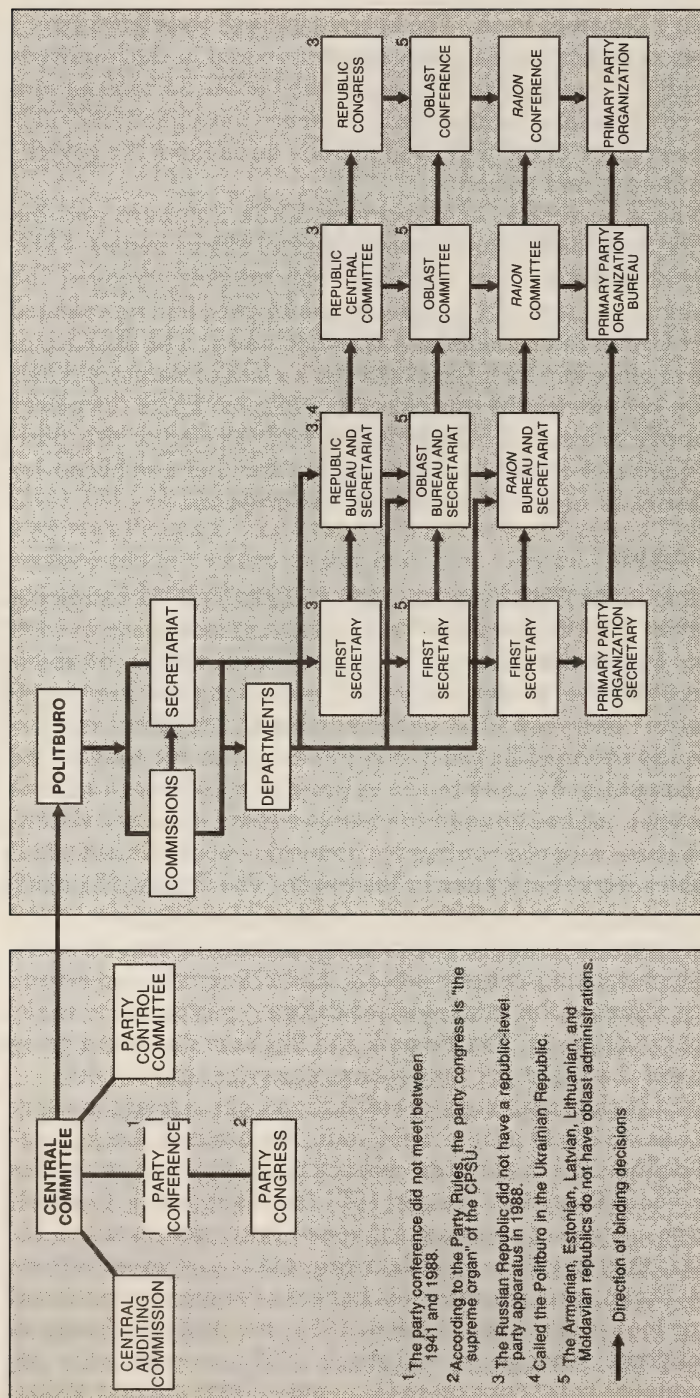 CENTRAL
AUDITING
COMMISSION
CENTRAL
COMMITTEE
PARTY
CONTROL
COMMITTEE
1
PARTY
CONFERENCE
2
PARTY
CONGRESS
1 The party conference did not meet between
1941 and 1988.
2 According to the Party Rules, the party congress is "the
supreme organ" of the CPSU.
3 The Russian Republic did not have a republic-level
party apparatus in 1988.
4 Called the Politburo in the Ukrainian Republic.
5 The Armenian, Estonian, Latvian, Lithuanian, and
Moldavian republics do not have oblast administrations.
Direction of binding decisions
POLITBURO
COMMISSIONS
SECRETARIAT
DEPARTMENTS
3
FIRST
SECRETARY
3, 4
REPUBLIC
BUREAU AND
SECRETARIAT
3
REPUBLIC
CENTRAL
COMMITTEE
3
REPUBLIC
CONGRESS
5
FIRST
SECRETARY
5
OBLAST
BUREAU AND
SECRETARIAT
5
OBLAST
COMMITTEE
5
OBLAST
CONFERENCE
FIRST
SECRETARY
RAION
BUREAU AND
SECRETARIAT
RAION
COMMITTEE
RAION
CONFERENCE
PRIMARY PARTY
ORGANIZATION
SECRETARY
PRIMARY PARTY
ORGANIZATION
BUREAU
PRIMARY PARTY
ORGANIZATION